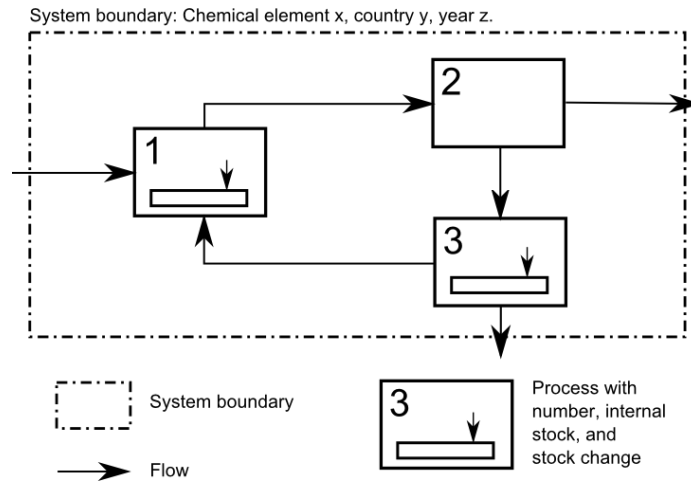 System boundary: Chemical element x, country y, year z.
2
1
3
System boundary
Flow
3
Process with
number, internal
stock, and
stock change